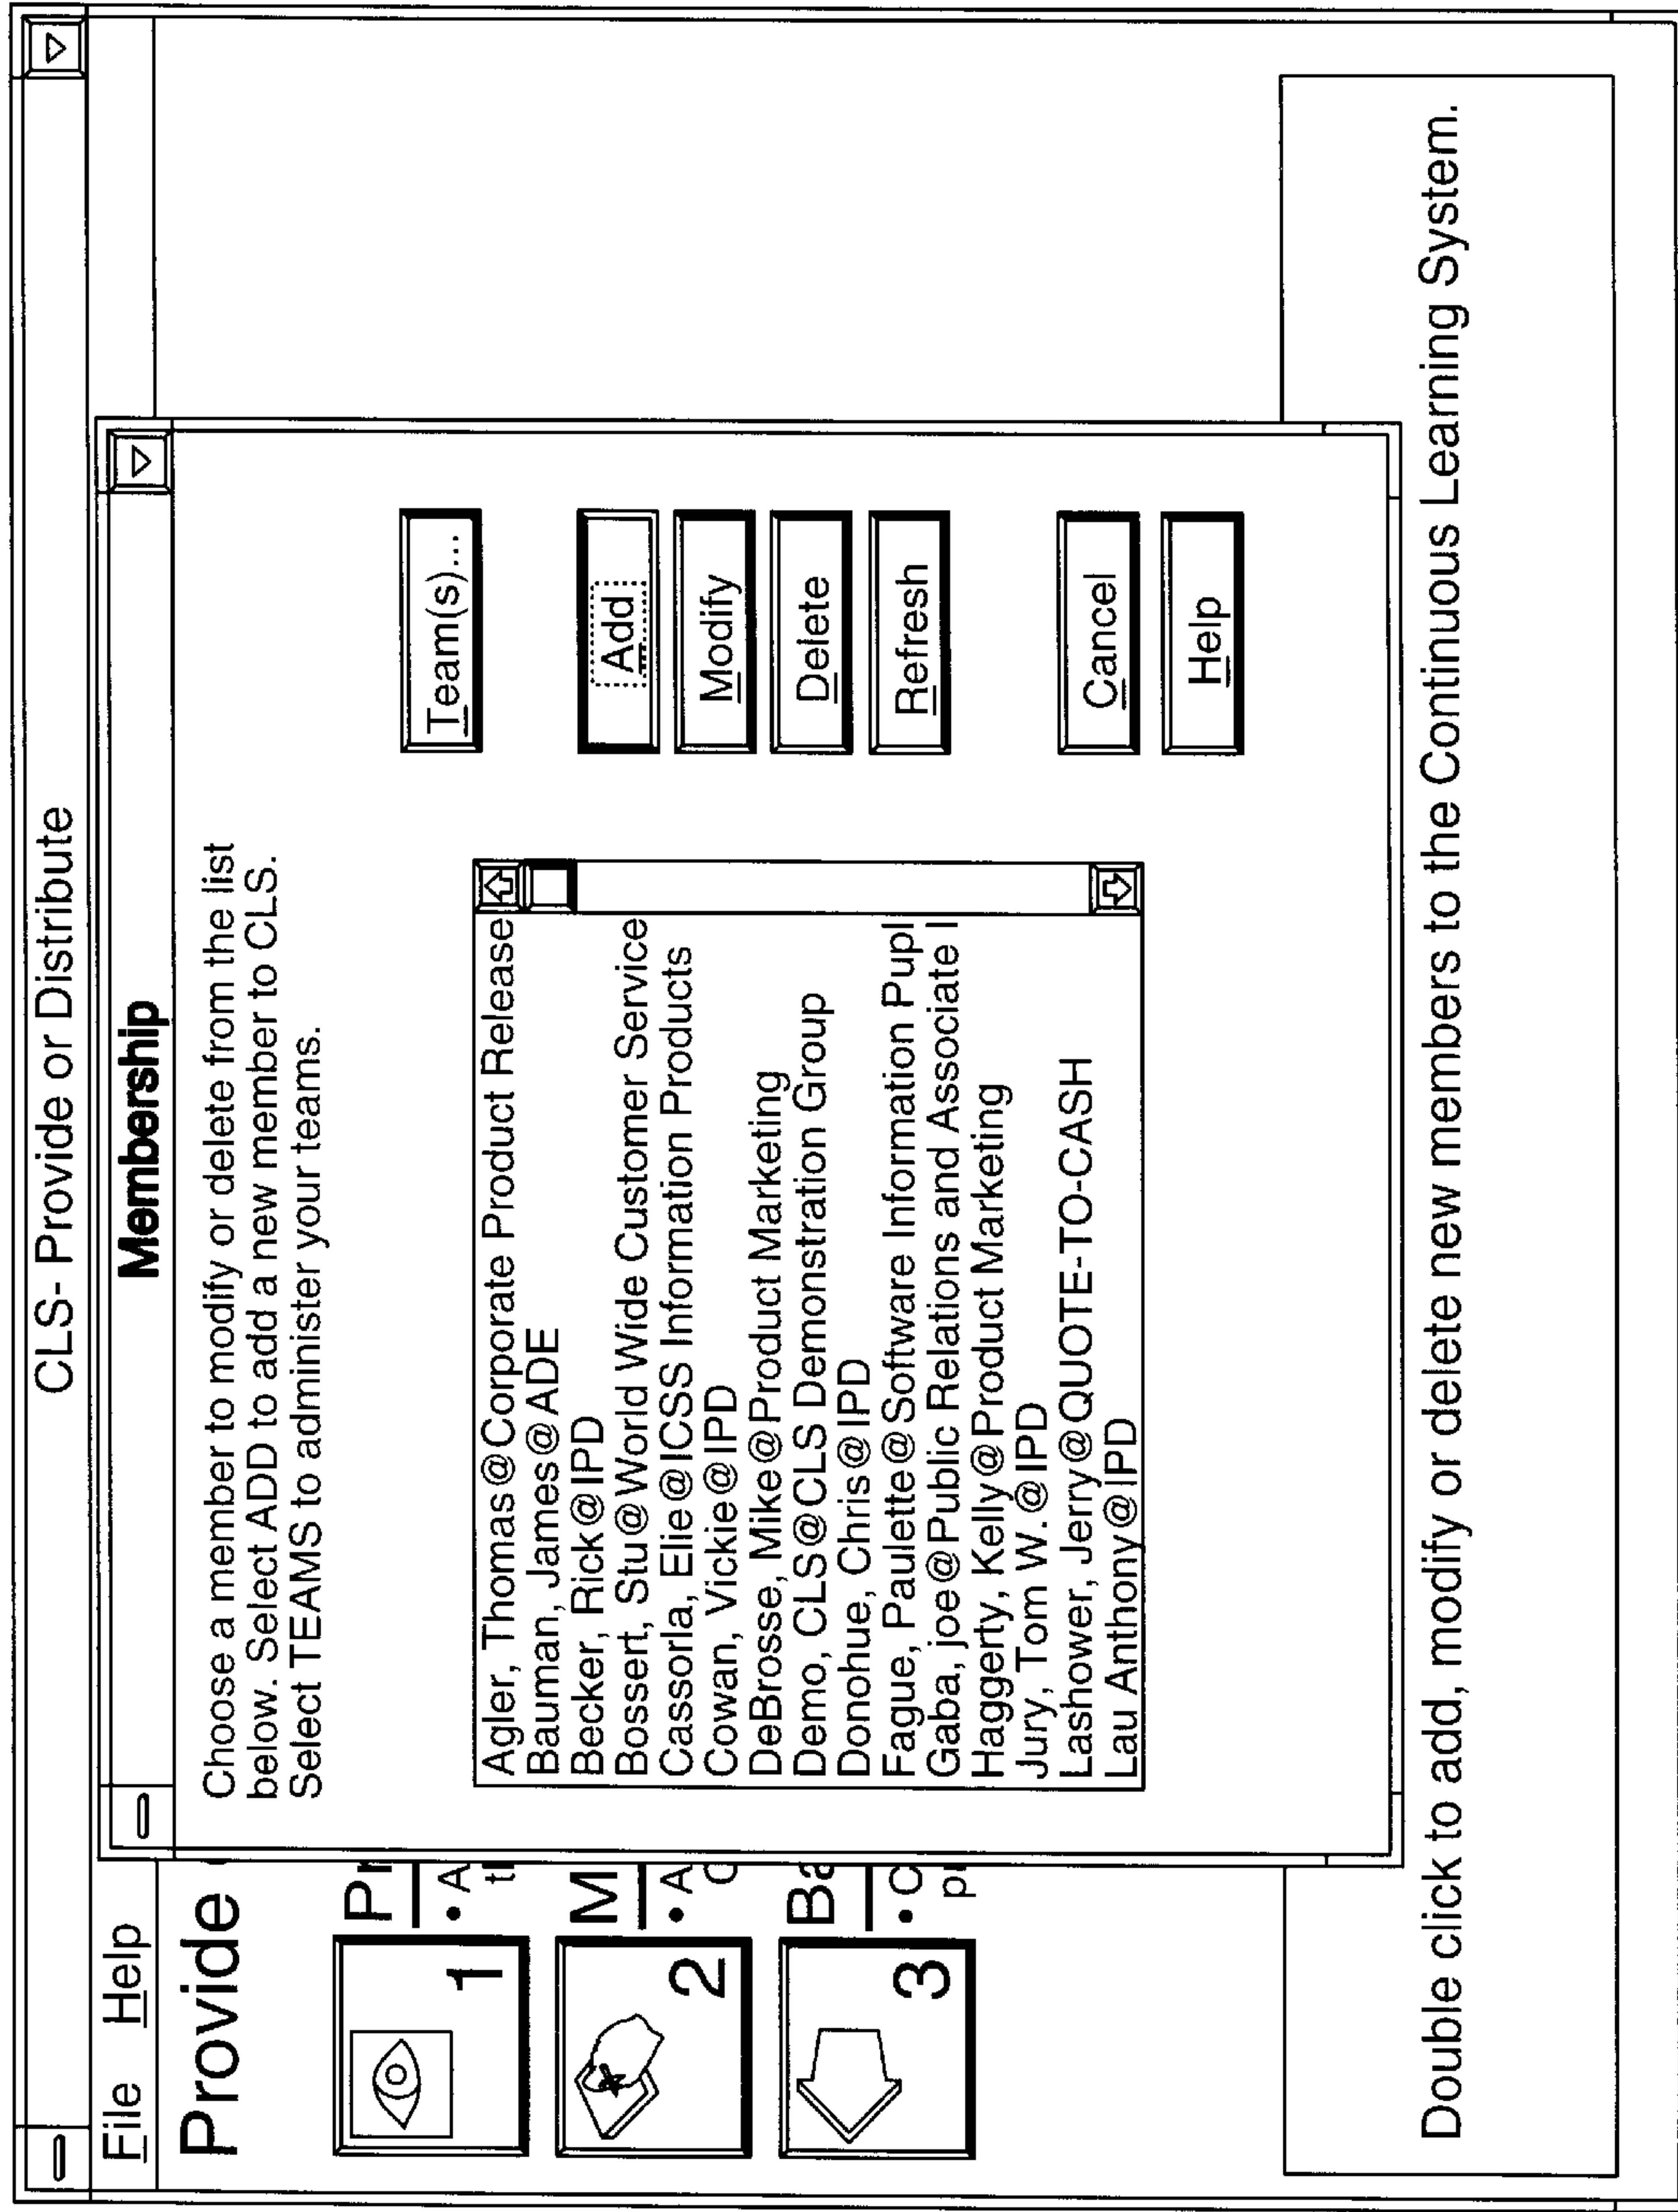 CLS- Provide or Distribute
File Help
Provide
Membership
Choose a member to modify or delete from the list
below. Select ADD to add a new member to CLS.
Select TEAMS to administer your teams.
Team(s)...
Agler, Thomas@Corporate Product Release
Bauman, James@ADE
Becker, Rick@IPD
Bossert, Stu@World Wide Customer Service
Cassorla, Elie@ICSS Information Products
Cowan, Vickie@IPD
DeBrosse, Mike@Product Marketing
Demo, CLS@CLS Demonstration Group
Donohue, Chris@IPD
Fague, Paulette@Software Information Pupl
Gaba, joe@Public Relations and Associate I
Haggerty, Kelly@Product Marketing
Jury, Tom W.@IPD
Lashower, Jerry@QUOTE-TO-CASH
Lau Anthony@IPD
Add
Modify
Delete
Refresh
Cancel
Help
1
2
M
• A
3
Ba
• C
Double click to add, modify or delete new members to the Continuous Learning System.